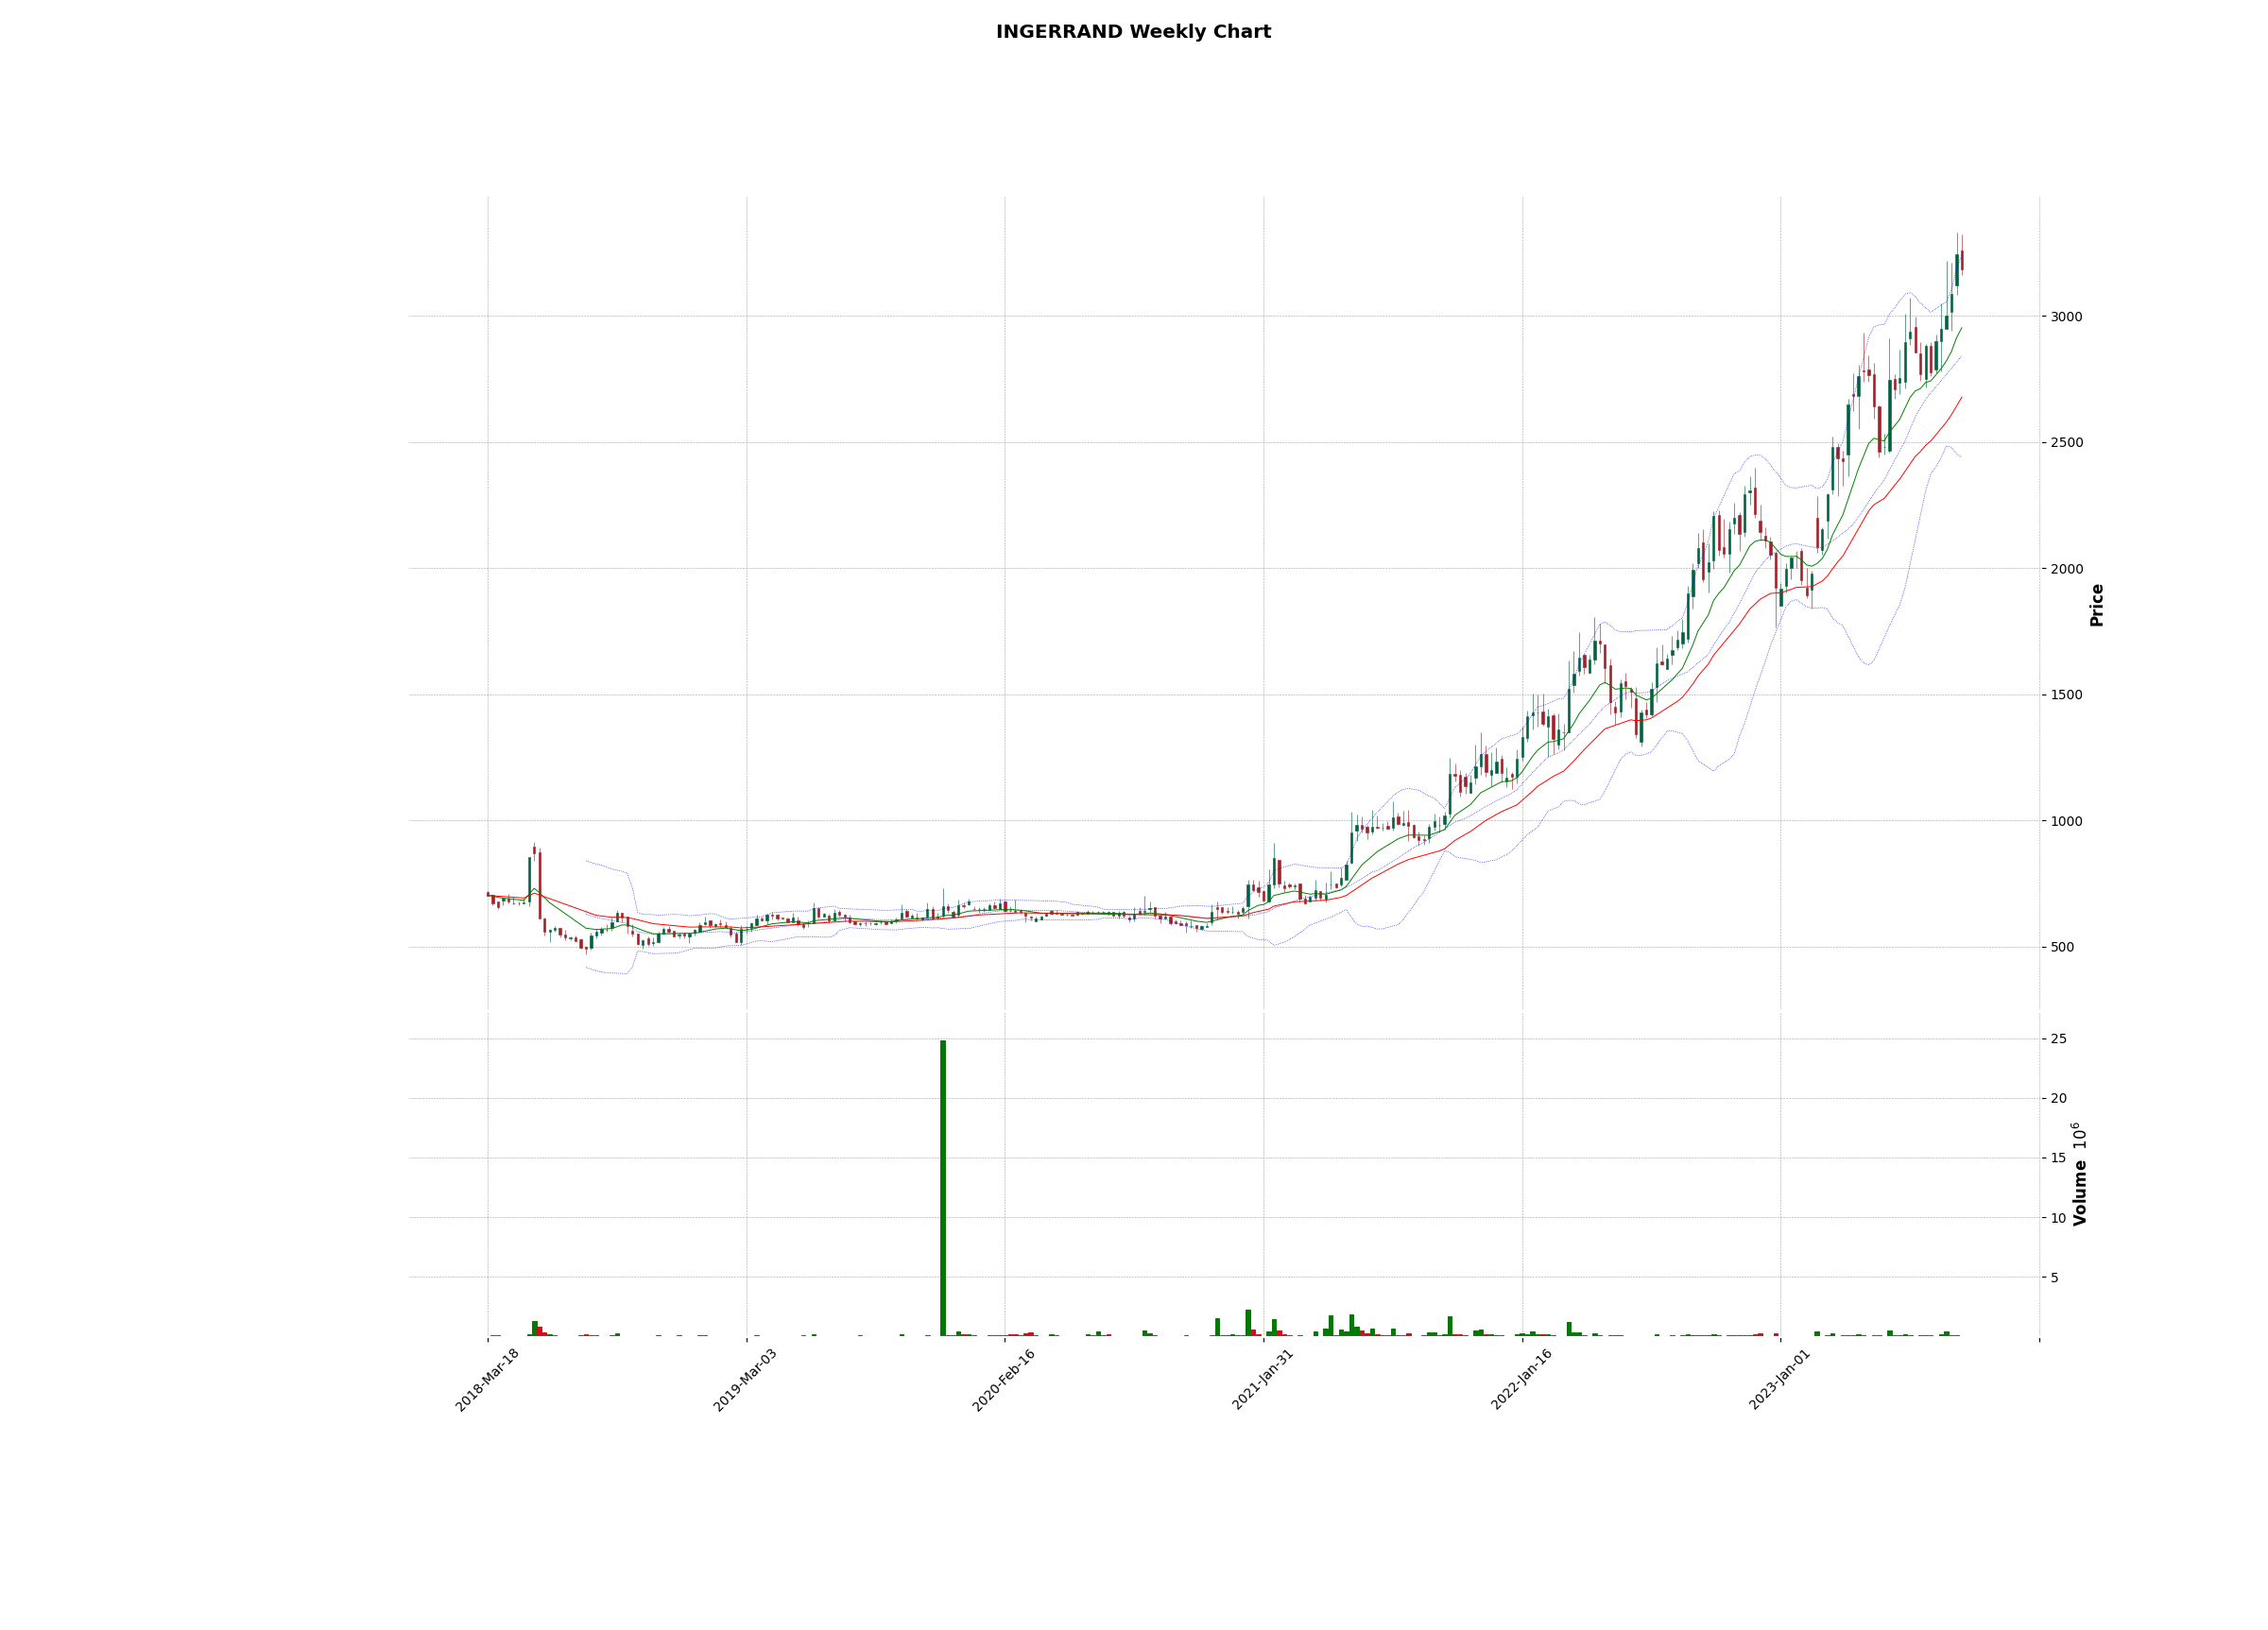 INGERRAND Weekly Chart
3000
2500
2000
1500
1000
500
Price
25
20
15
10
5
Volume 10^6
2018-Mar-18
2019-Mar-03
2020-Feb-16
2021-Jan-31
2022-Jan-16
2023-Jan-01